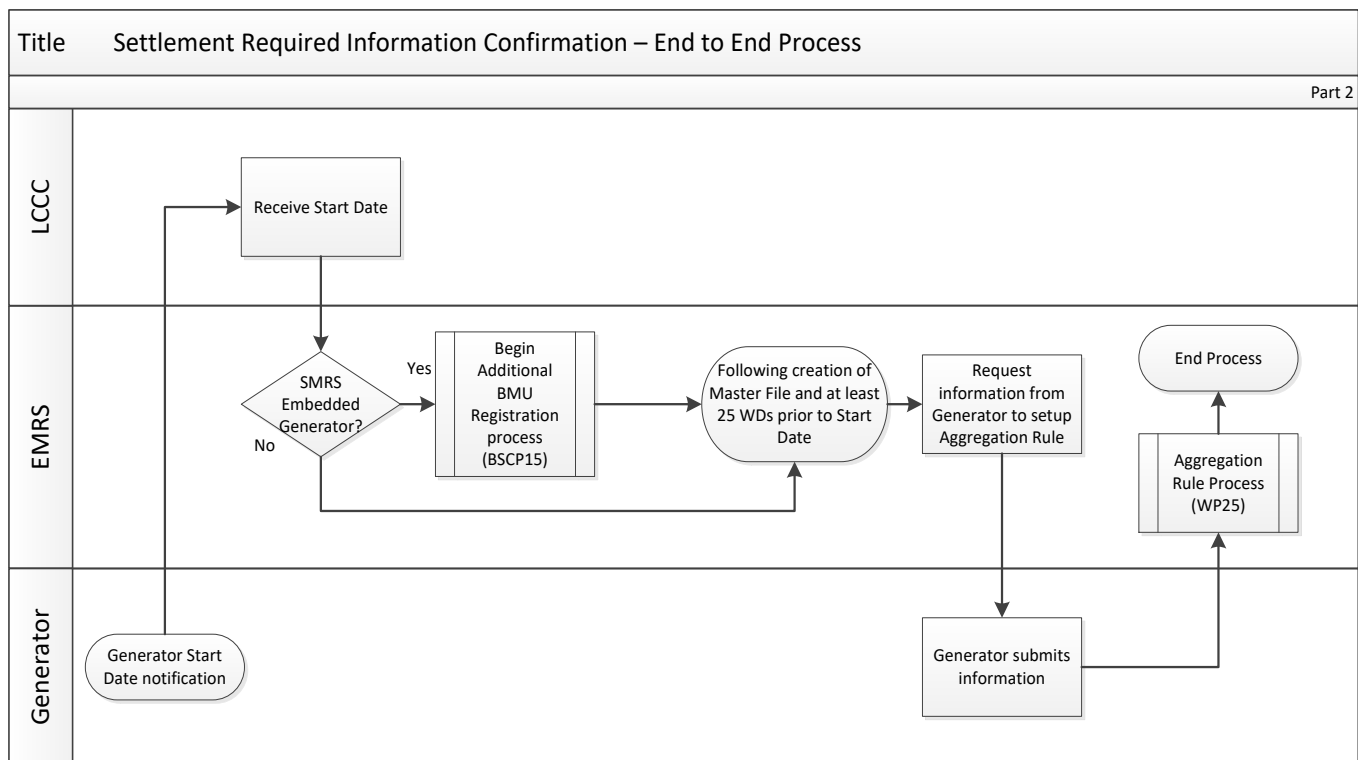 Title Settlement Required Information Confirmation – End to End Process
Part 2
LCCC
Receive Start Date
EMRS
SMRS
Embedded
Generator?
Yes
No
Begin
Additional
BMU
Registration
process
(BSCP15)
Following creation of
Master File and at least
25 WDs prior to Start
Date
Request
information from
Generator to setup
Aggregation Rule
End Process
Aggregation
Rule Process
(WP25)
Generator
Generator Start
Date notification
Generator submits
information